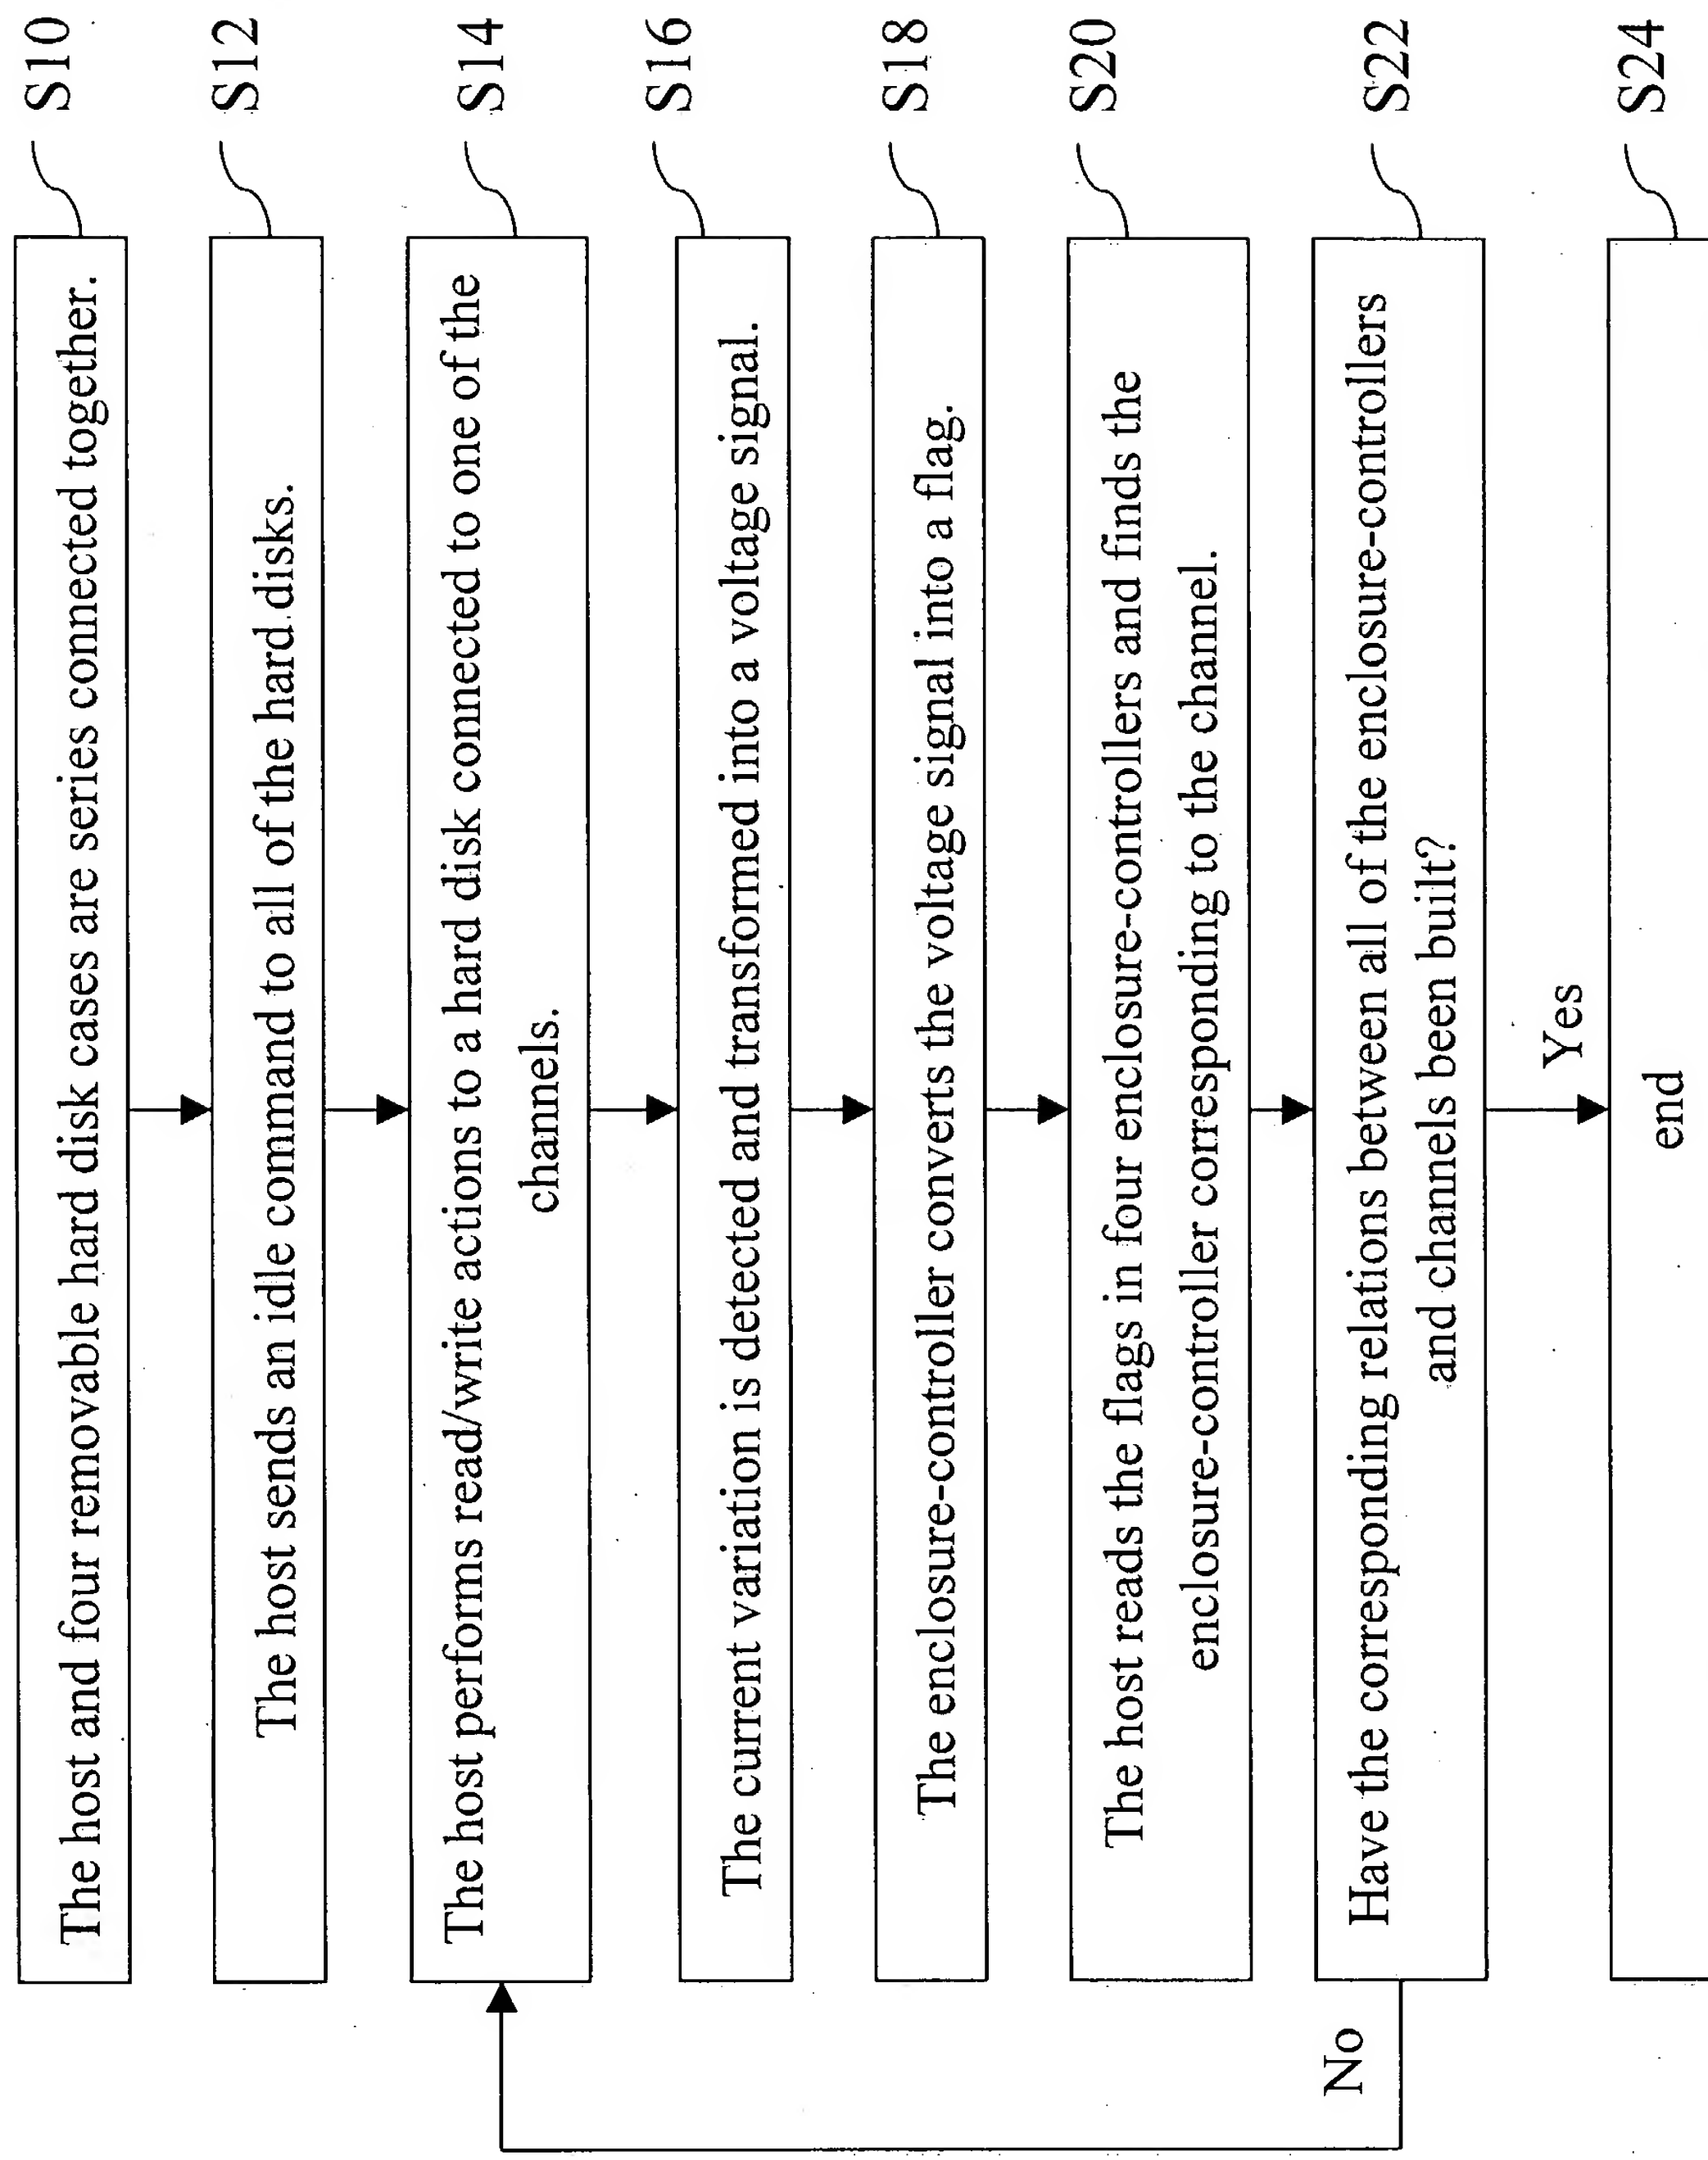 The host and four removable hard disk cases are series connected together.
S10
The host sends an idle command to all of the hard disks.
S12
The host performs read/write actions to a hard disk connected to one of the
channels.
S14
The current variation is detected and transformed into a voltage signal.
S16
The enclosure-controller converts the voltage signal into a flag.
S18
The host reads the flags in four enclosure-controllers and finds the
enclosure-controller corresponding to the channel.
S20
Have the corresponding relations between all of the enclosure-controllers
and channels been built?
S22
No
Yes
end
S24